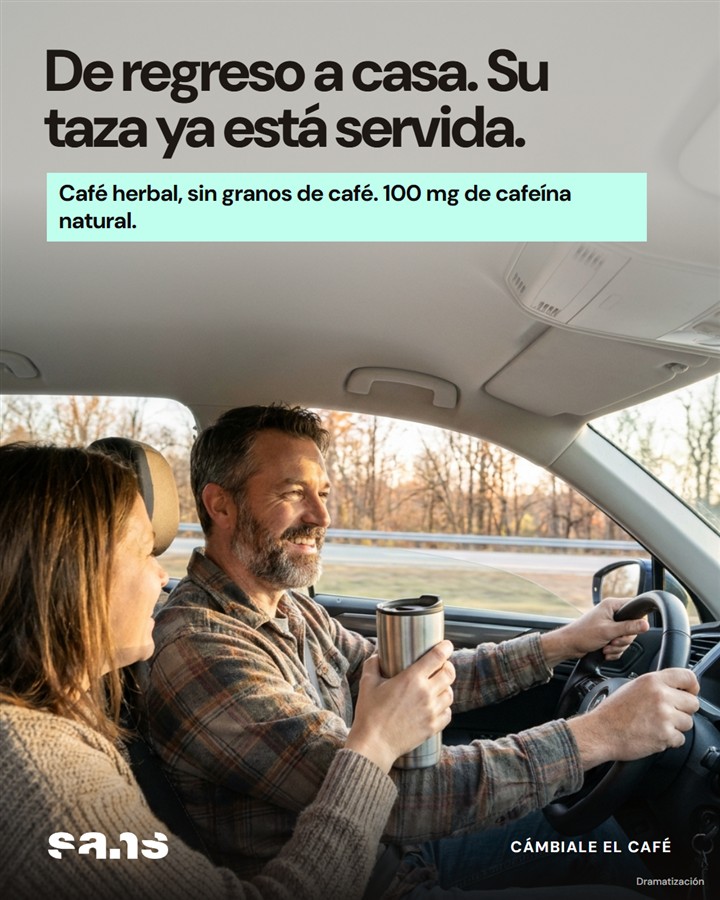 De regreso a casa. Su
taza ya está servida.
Café herbal, sin granos de café. 100 mg de cafeína
natural.
sans
CÁMBIALE EL CAFÉ
Dramatización